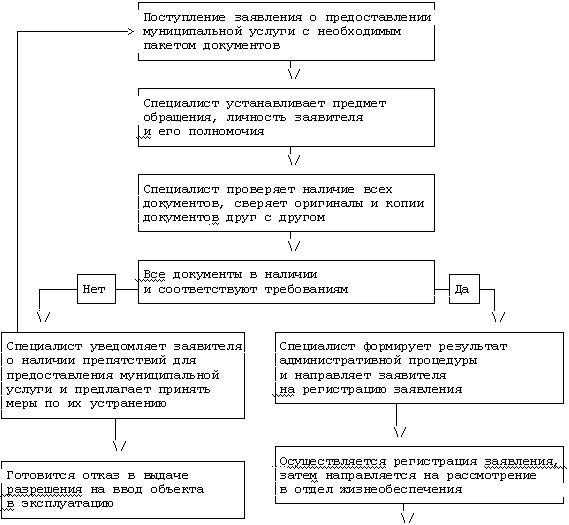 Поступление заявления о предоставлении
муниципальной услуги с необходимым
пакетом документов
Специалист устанавливает предмет
обращения, личность заявителя
и его полномочия
Специалист проверяет наличие всех
документов, сверяет оригиналы и копии
документов друг с другом
Все документы в наличии
и соответствуют требованиям
Нет
Да
Специалист уведомляет заявителя
о наличии препятствий для
предоставления муниципальной
услуги и предлагает принять
меры по их устранению
Специалист формирует результат
административной процедуры
и направляет заявителя
на регистрацию заявления
Готовится отказ в выдаче
разрешения на ввод объекта
в эксплуатацию
Осуществляется регистрация заявления,
затем направляется на рассмотрение
в отдел жизнеобеспечения